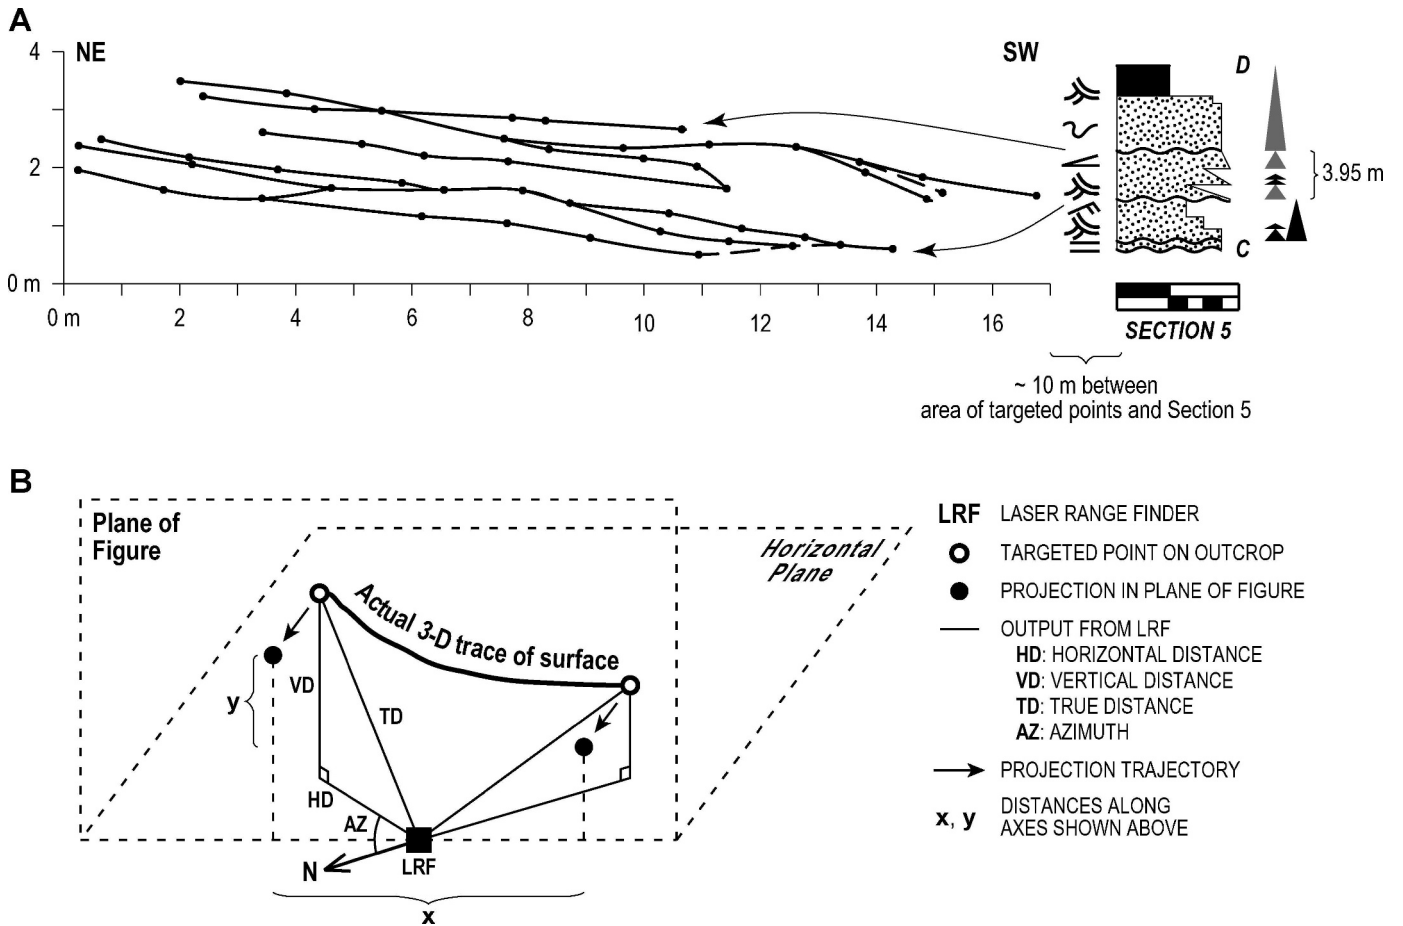 A
4
NE
SW
D
2
3.95 m
C
0 m
0 m
2
4
6
8
10
12
14
16
SECTION 5
~ 10 m between
area of targeted points and Section 5
B
Plane of
Figure
Horizontal
Plane
Actual 3-D trace of surface
VD
y
TD
HD
AZ
N
LRF
x
LRF LASER RANGE FINDER
TARGETED POINT ON OUTCROP
PROJECTION IN PLANE OF FIGURE
OUTPUT FROM LRF
HD: HORIZONTAL DISTANCE
VD: VERTICAL DISTANCE
TD: TRUE DISTANCE
AZ: AZIMUTH
PROJECTION TRAJECTORY
x, y DISTANCES ALONG
AXES SHOWN ABOVE